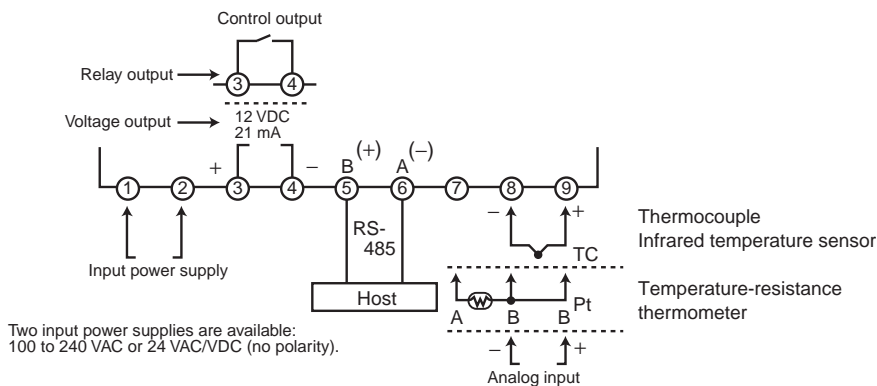 Control output
Relay output
3 4
Voltage output
12 VDC
21 mA
B (+) A (−)
+ −
1 2 3 4 5 6 7 8 9
− +
RS-
485
TC
Thermocouple
Infrared temperature sensor
Input power supply
Host
A B B Pt
Temperature-resistance
thermometer
Two input power supplies are available:
100 to 240 VAC or 24 VAC/VDC (no polarity).
− +
Analog input